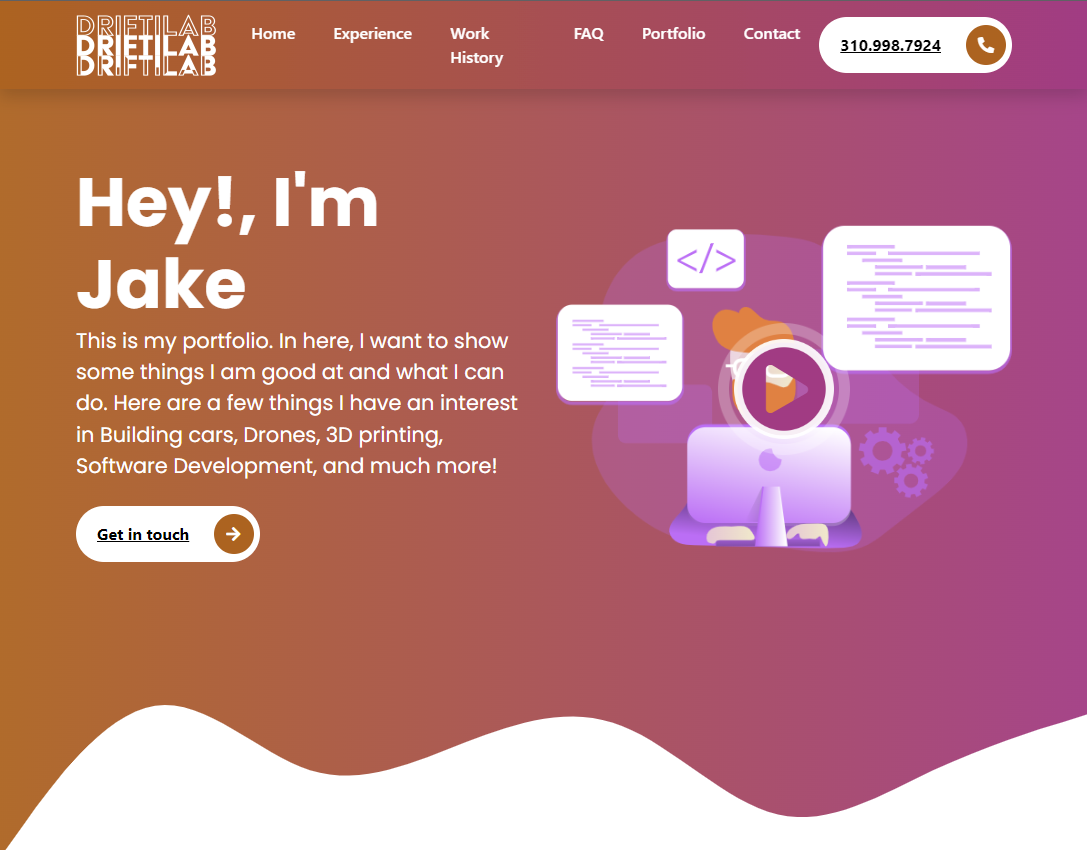 DRIFTILAB
DRIFTILAB
DRIFTILAB
Home
Experience
Work
History
FAQ
Portfolio
Contact
310.998.7924
Hey!, I'm
Jake
This is my portfolio. In here, I want to show
some things I am good at and what I can
do. Here are a few things I have an interest
in Building cars, Drones, 3D printing,
Software Development, and much more!
Get in touch
</>